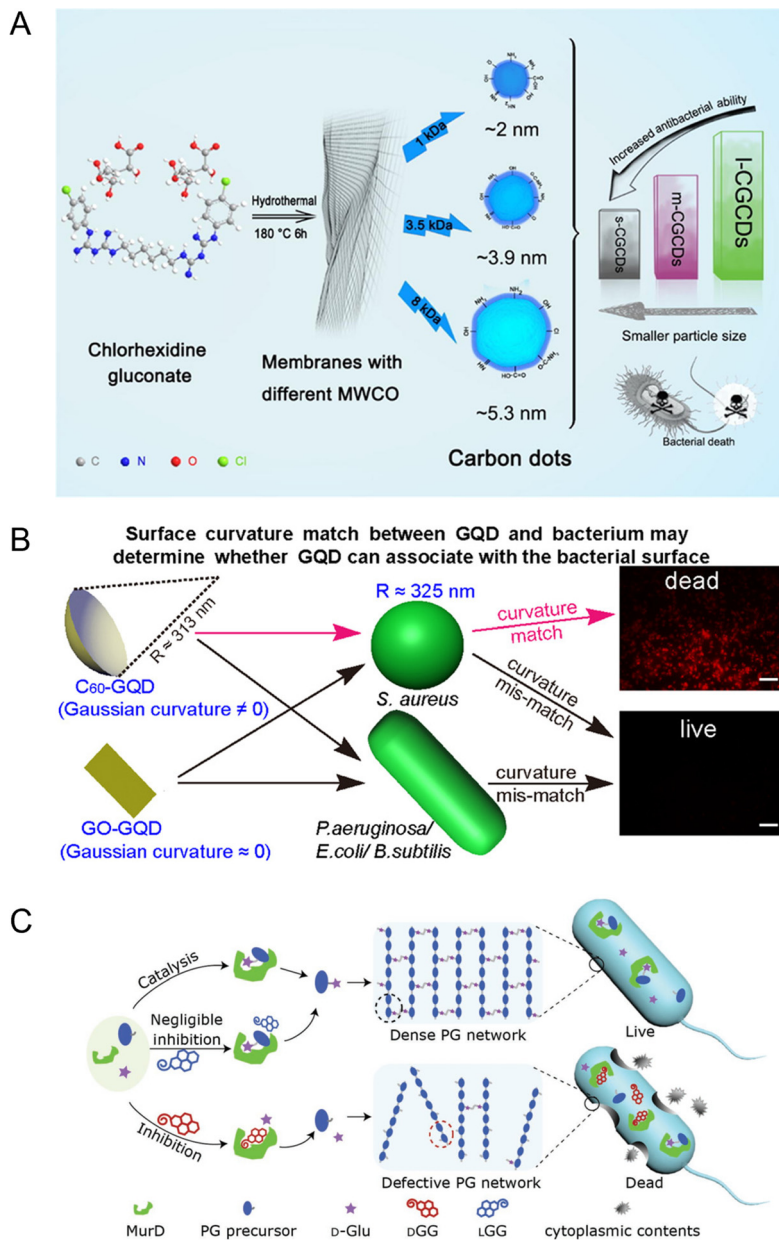 A
Hydrothermal
180 °C 6h
Chlorhexidine
gluconate
Membranes with
different MWCO
1 kDa
3.5 kDa
8 kDa
~2 nm
~3.9 nm
~5.3 nm
Carbon dots
Increased antibacterial ability
s-CGCDs
m-CGCDs
l-CGCDs
Smaller particle size
Bacterial death
C
N
O
Cl
B
Surface curvature match between GQD and bacterium may
determine whether GQD can associate with the bacterial surface
R ≈ 313 nm
C60-GQD
(Gaussian curvature ≠ 0)
GO-GQD
(Gaussian curvature ≈ 0)
R ≈ 325 nm
S. aureus
P.aeruginosa/
E.coli/ B.subtilis
curvature
match
curvature
mis-match
curvature
mis-match
dead
live
C
Catalysis
Negligible
inhibition
Inhibition
Dense PG network
Live
Defective PG network
Dead
MurD
PG precursor
D-Glu
DGG
LGG
cytoplasmic contents